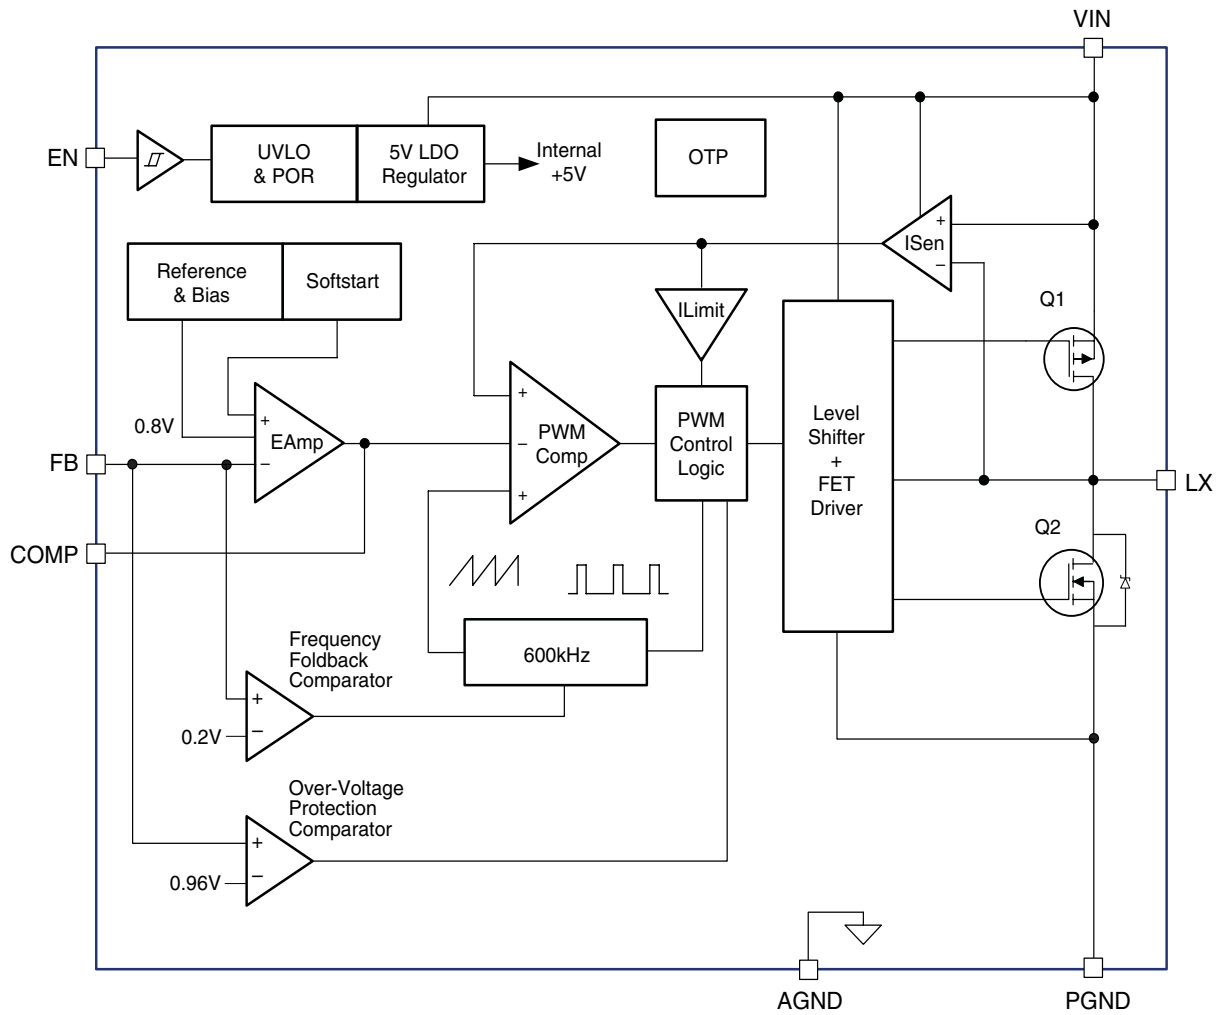 VIN
EN
UVLO
& POR
5V LDO
Regulator
Internal
+5V
OTP
Reference
& Bias
Softstart
+
ISen
–
ILimit
Q1
0.8V
+
EAmp
–
+
–
PWM
Comp
+
PWM
Control
Logic
Level
Shifter
+
FET
Driver
FB
LX
COMP
Q2
600kHz
Frequency
Foldback
Comparator
+
0.2V
–
Over-Voltage
Protection
Comparator
+
0.96V
–
AGND
PGND